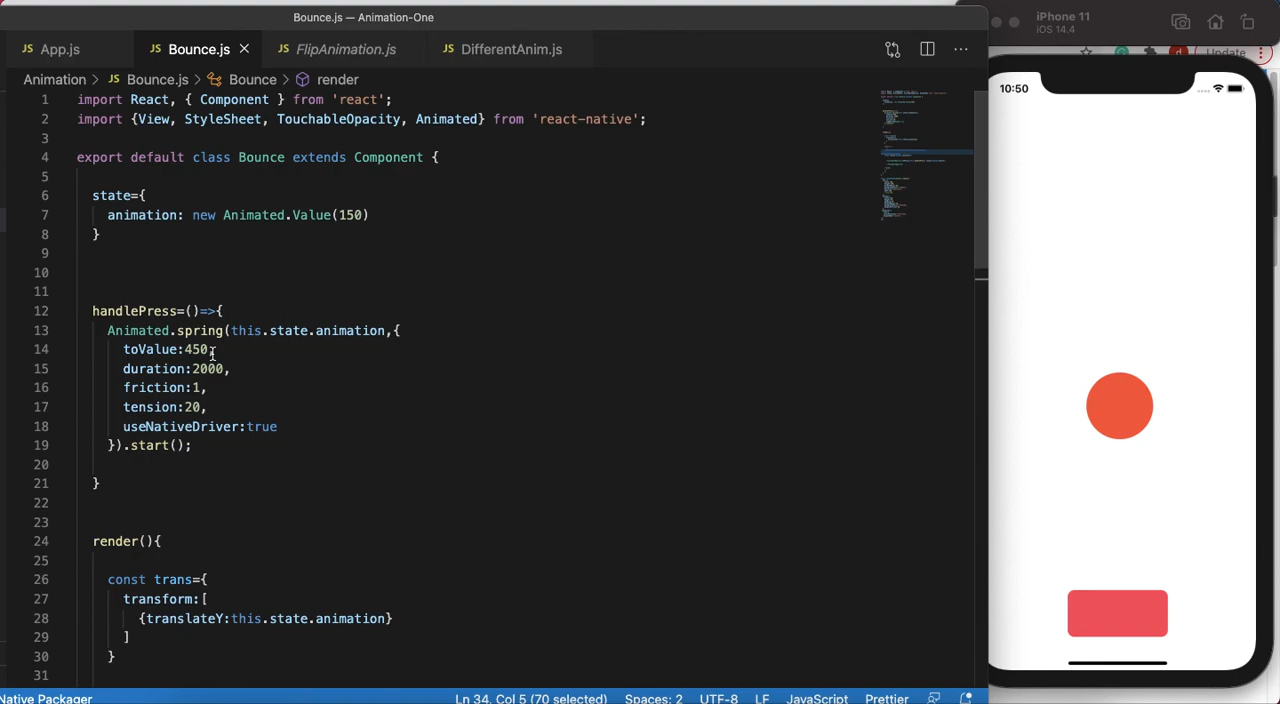 Bounce.js — Animation-One
JS App.js JS Bounce.js JS FlipAnimation.js JS DifferentAnim.js
Animation JS Bounce.js Bounce render
1 import React, { Component } from 'react';
2 import {View, StyleSheet, TouchableOpacity, Animated} from 'react-native';
3
4 export default class Bounce extends Component {
5
6 state={
7 animation: new Animated.Value(150)
8 }
9
10
11
12 handlePress=()=>{
13 Animated.spring(this.state.animation,{
14 toValue:450,
15 duration:2000,
16 friction:1,
17 tension:20,
18 useNativeDriver:true
19 }).start();
20
21 }
22
23
24 render(){
25
26 const trans={
27 transform:[
28 {translateY:this.state.animation}
29 ]
30 }
31
Native Packager Ln 34, Col 5 (70 selected) Spaces: 2 UTF-8 LF JavaScript Prettier
iPhone 11
iOS 14.4
Update
10:50